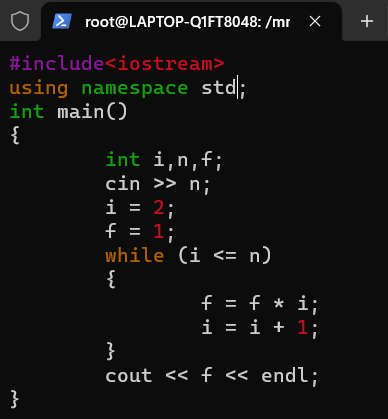 root@LAPTOP-Q1FT8048: /mr
#include<iostream>
using namespace std;
int main()
{
        int i,n,f;
        cin >> n;
        i = 2;
        f = 1;
        while (i <= n)
        {
                f = f * i;
                i = i + 1;
        }
        cout << f << endl;
}